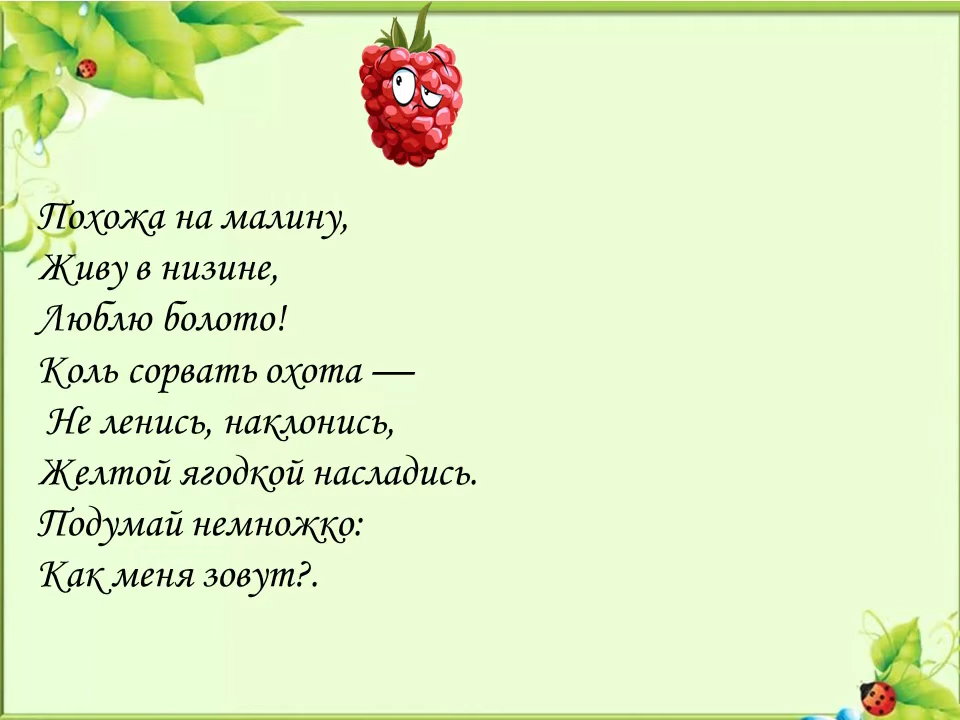 Похожа на малину,
Живу в низине,
Люблю болото!
Коль сорвать охота —
Не ленись, наклонись,
Желтой ягодкой насладись.
Подумай немножко:
Как меня зовут?.